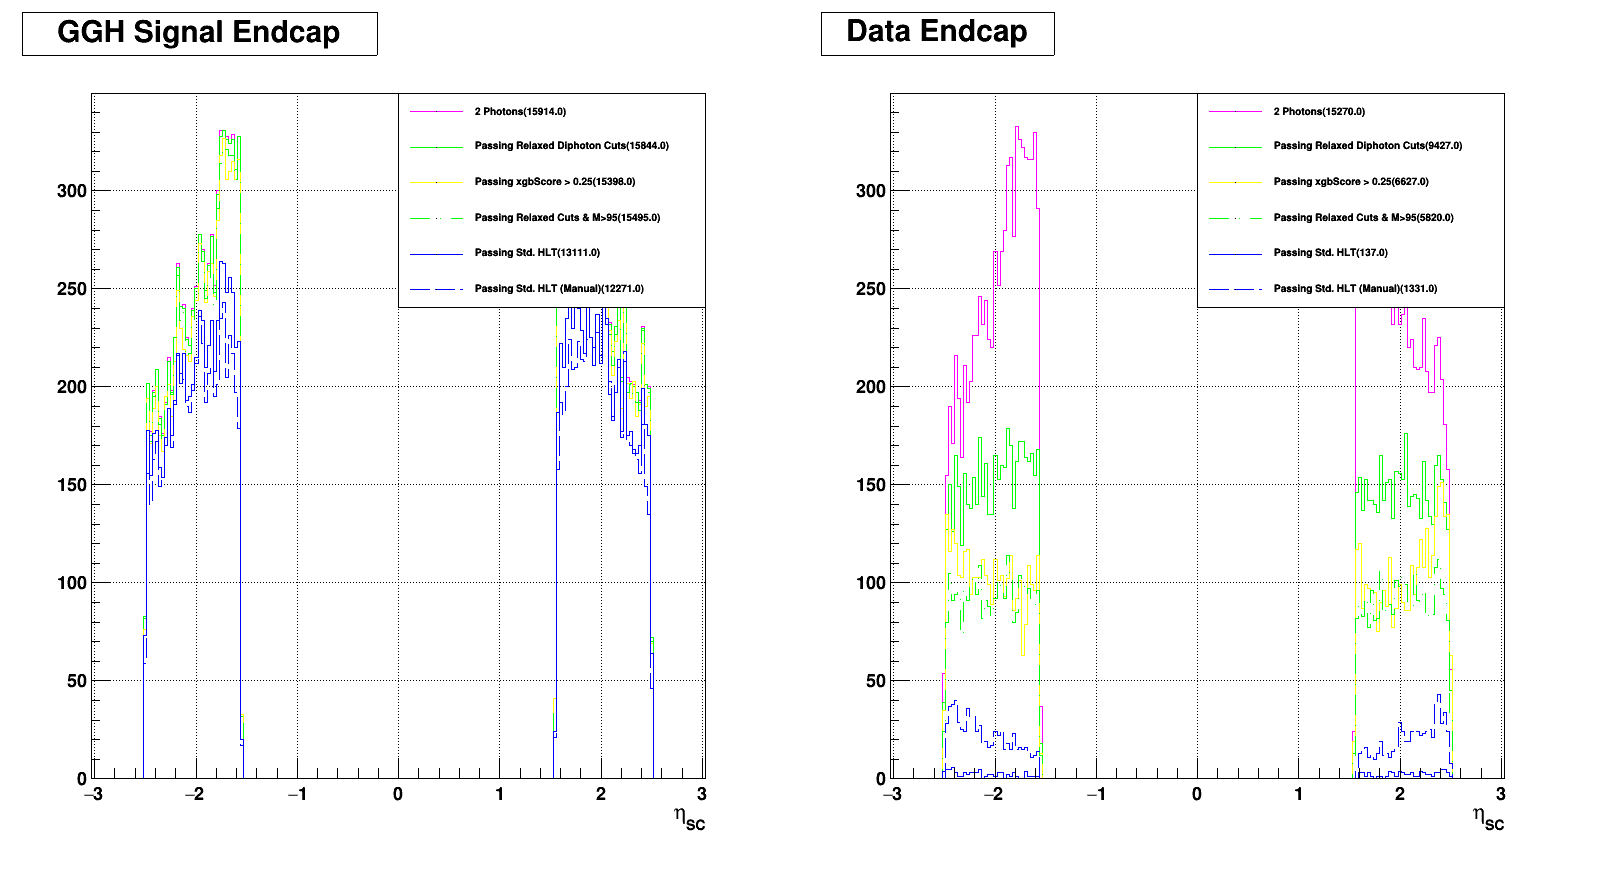 GGH Signal Endcap
2 Photons(15914.0)
Passing Relaxed Diphoton Cuts(15844.0)
Passing xgbScore > 0.25(15398.0)
Passing Relaxed Cuts & M>95(15495.0)
Passing Std. HLT(13111.0)
Passing Std. HLT (Manual)(12271.0)
300
250
200
150
100
50
0
−3 −2 −1 0 1 2 3
ηSC
Data Endcap
2 Photons(15270.0)
Passing Relaxed Diphoton Cuts(9427.0)
Passing xgbScore > 0.25(6627.0)
Passing Relaxed Cuts & M>95(5820.0)
Passing Std. HLT(137.0)
Passing Std. HLT (Manual)(1331.0)
300
250
200
150
100
50
0
−3 −2 −1 0 1 2 3
ηSC